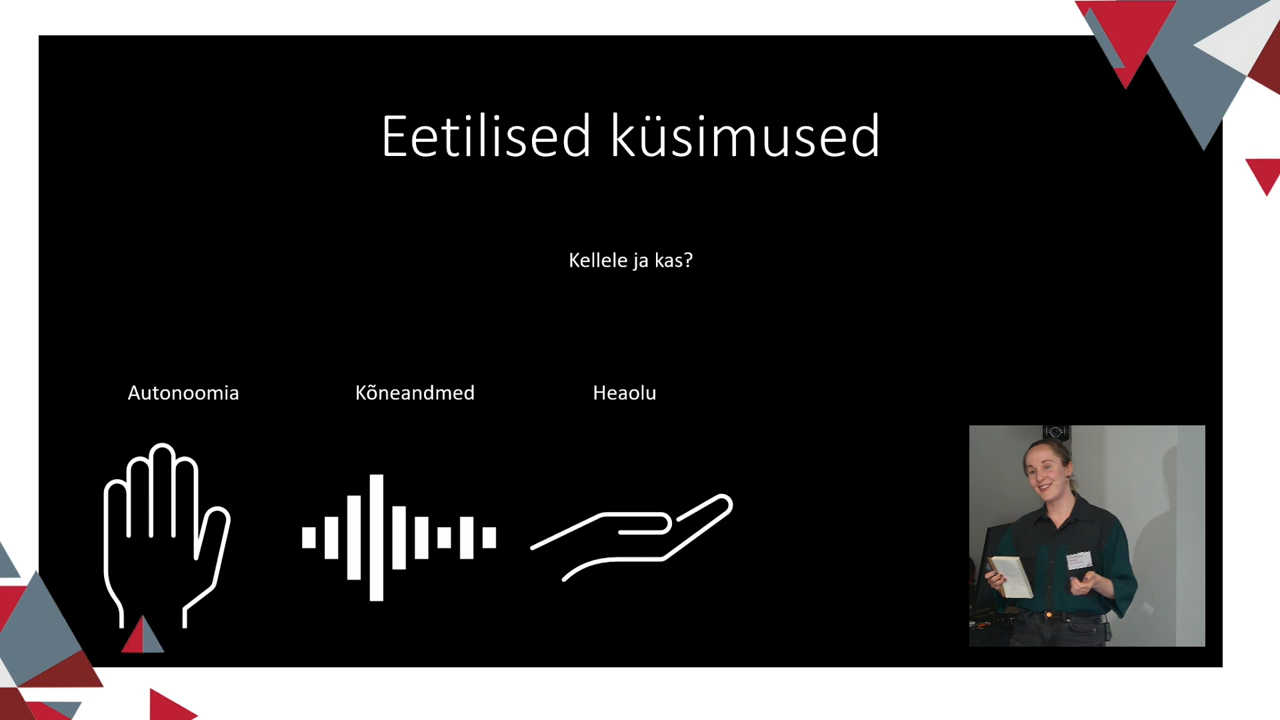 Eetilised küsimused
Kellele ja kas?
Autonoomia
Kõneandmed
Heaolu